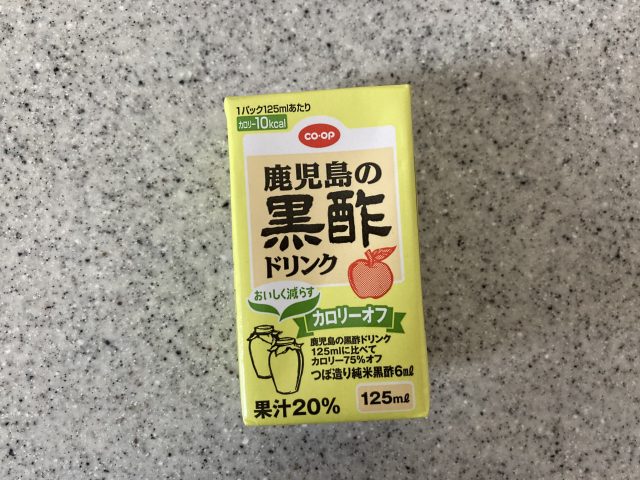 1パック125mlあたり
カロリー10kcal
CO・OP
鹿児島の
黒酢
ドリンク
おいしく減らす
カロリーオフ
鹿児島の黒酢ドリンク
125mlに比べて
カロリー75%オフ
つぼ造り純米黒酢6mℓ
果汁20%
125mℓ